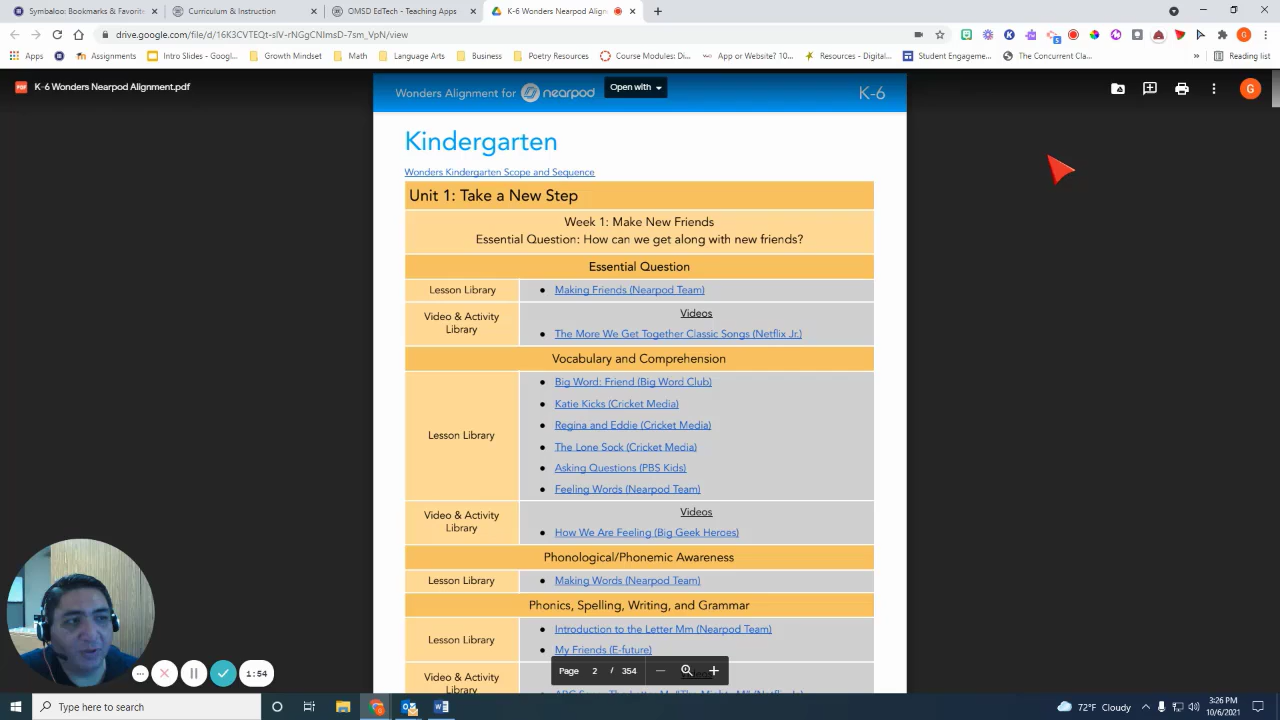 Symbaloo: Bookmarks & Favorites
Curriculum & Instruction
OMSD EdTech - Teaching
K-6 Wonders Nearpod Align
drive.google.com/file/d/16K3CVTEQt-sIV-rNGgCNImsD-7sm_VpN/view
Apps
Assignments
Intro Slides - Googl...
Growth Mindset
Math
Language Arts
Business
Poetry Resources
Course Modules: Di...
App or Website? 10...
Resources - Digital...
Student Engageme...
The Concurrent Clas...
Reading list
PDF
K-6 Wonders Nearpod Alignment.pdf
Wonders Alignment for nearpod
Open with
K-6
G
Kindergarten
Wonders Kindergarten Scope and Sequence
Unit 1: Take a New Step
Week 1: Make New Friends
Essential Question: How can we get along with new friends?
Essential Question
Lesson Library
• Making Friends (Nearpod Team)
Video & Activity
Library
Videos
• The More We Get Together Classic Songs (Netflix Jr.)
Vocabulary and Comprehension
Lesson Library
• Big Word: Friend (Big Word Club)
• Katie Kicks (Cricket Media)
• Regina and Eddie (Cricket Media)
• The Lone Sock (Cricket Media)
• Asking Questions (PBS Kids)
• Feeling Words (Nearpod Team)
Video & Activity
Library
Videos
• How We Are Feeling (Big Geek Heroes)
Phonological/Phonemic Awareness
Lesson Library
• Making Words (Nearpod Team)
Phonics, Spelling, Writing, and Grammar
Lesson Library
• Introduction to the Letter Mm (Nearpod Team)
• My Friends (E-future)
Video & Activity
Library
Page 2 / 354
1:54
Type here to search
72°F Cloudy
3:26 PM
10/6/2021